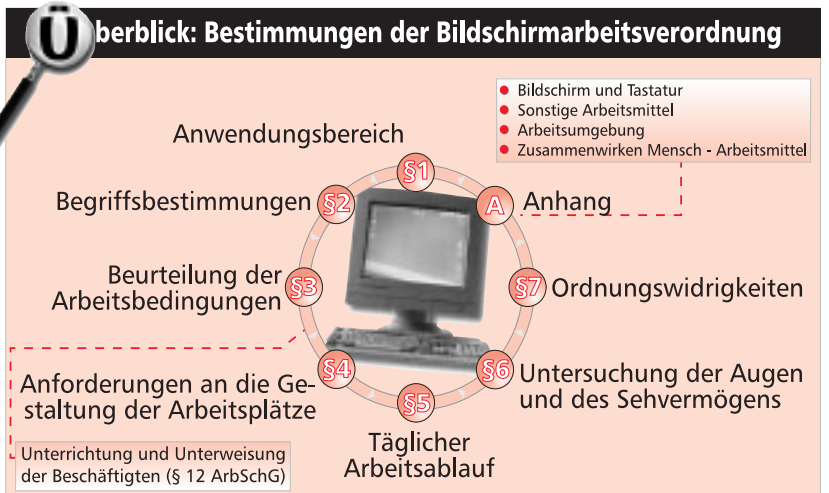 Überblick: Bestimmungen der Bildschirmarbeitsverordnung
● Bildschirm und Tastatur
● Sonstige Arbeitsmittel
● Arbeitsumgebung
● Zusammenwirken Mensch - Arbeitsmittel
Anwendungsbereich
§1
Begriffsbestimmungen
§2
A
Anhang
Beurteilung der
Arbeitsbedingungen
§3
§7
Ordnungswidrigkeiten
§4
Anforderungen an die Ge-
staltung der Arbeitsplätze
§6
Untersuchung der Augen
und des Sehvermögens
§5
Täglicher
Arbeitsablauf
Unterrichtung und Unterweisung
der Beschäftigten (§ 12 ArbSchG)